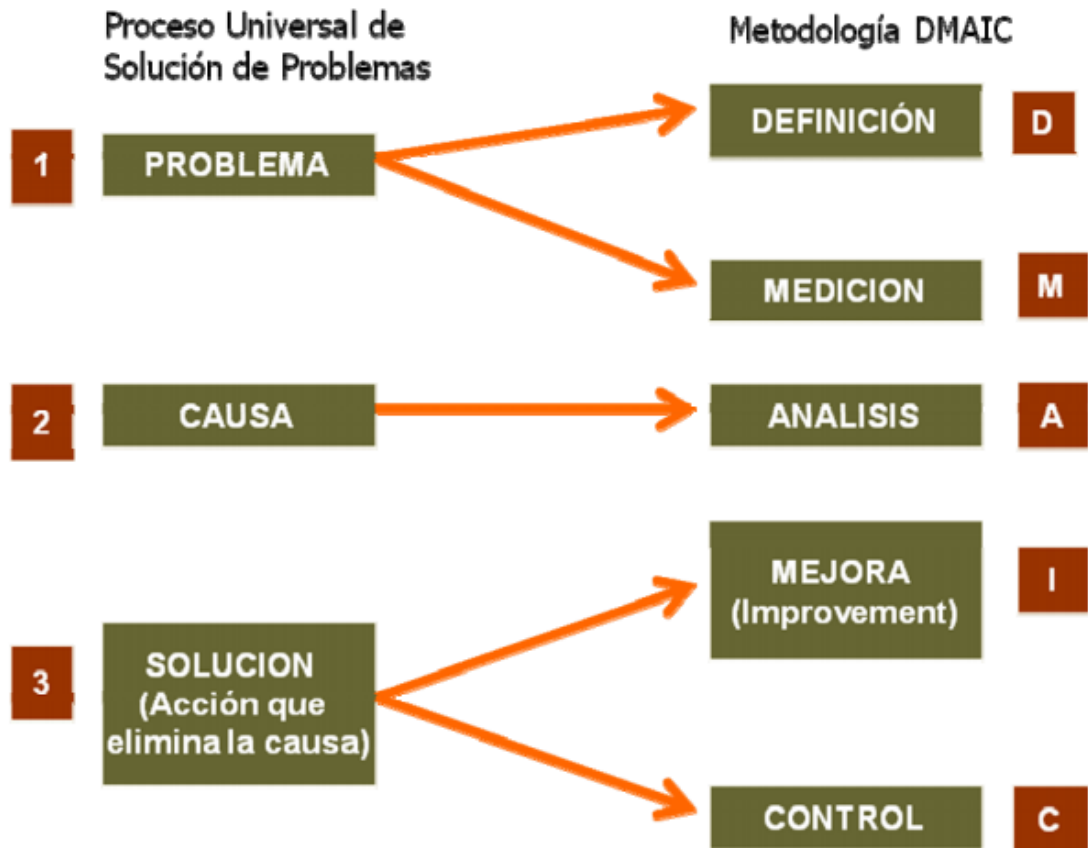 Proceso Universal de
Solución de Problemas
Metodología DMAIC
1
PROBLEMA
DEFINICIÓN
D
MEDICION
M
2
CAUSA
ANALISIS
A
3
SOLUCION
(Acción que
elimina la causa)
MEJORA
(Improvement)
I
CONTROL
C